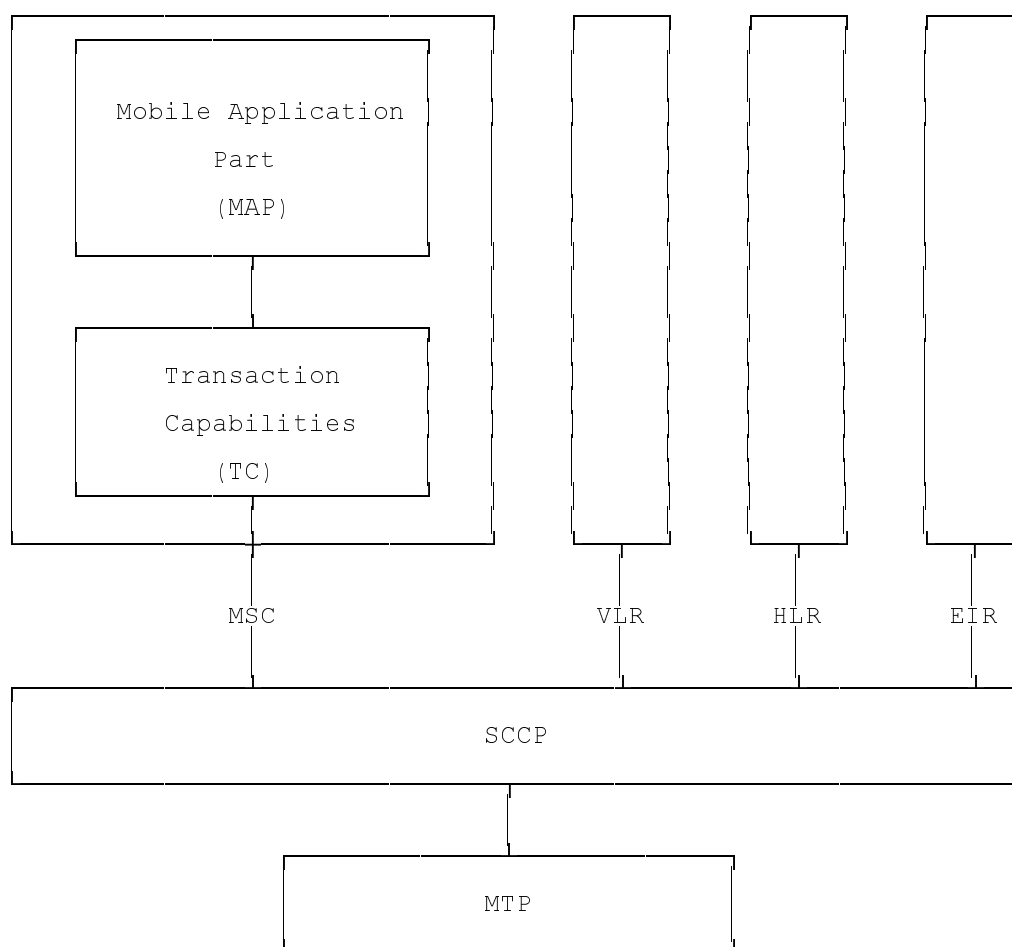 Mobile Application
Part
(MAP)
Transaction
Capabilities
(TC)
MSC
VLR
HLR
EIR
SCCP
MTP